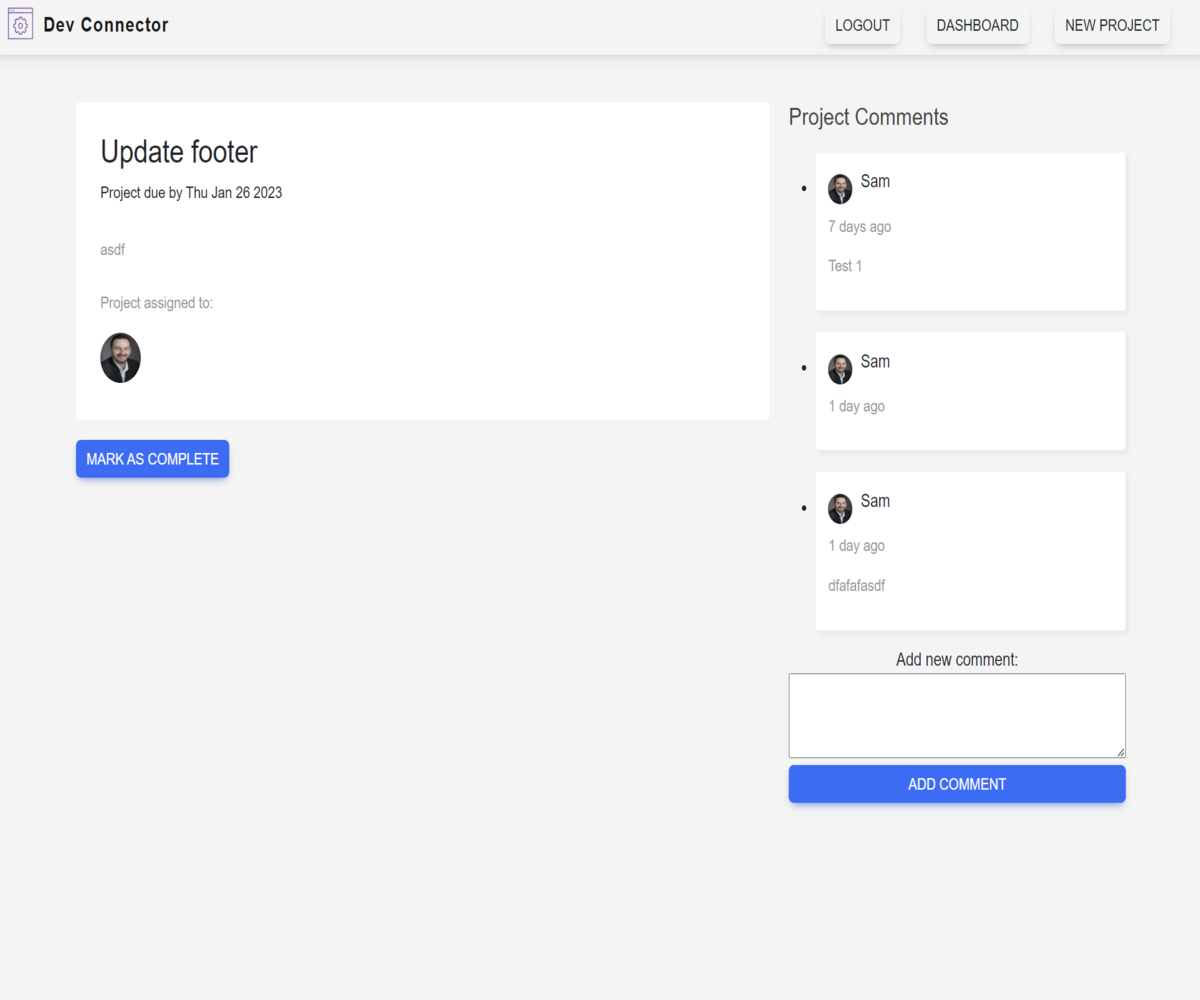 Dev Connector
LOGOUT
DASHBOARD
NEW PROJECT
Update footer
Project due by Thu Jan 26 2023
asdf
Project assigned to:
MARK AS COMPLETE
Project Comments
Sam
7 days ago
Test 1
Sam
1 day ago
Sam
1 day ago
dfafafasdf
Add new comment:
ADD COMMENT